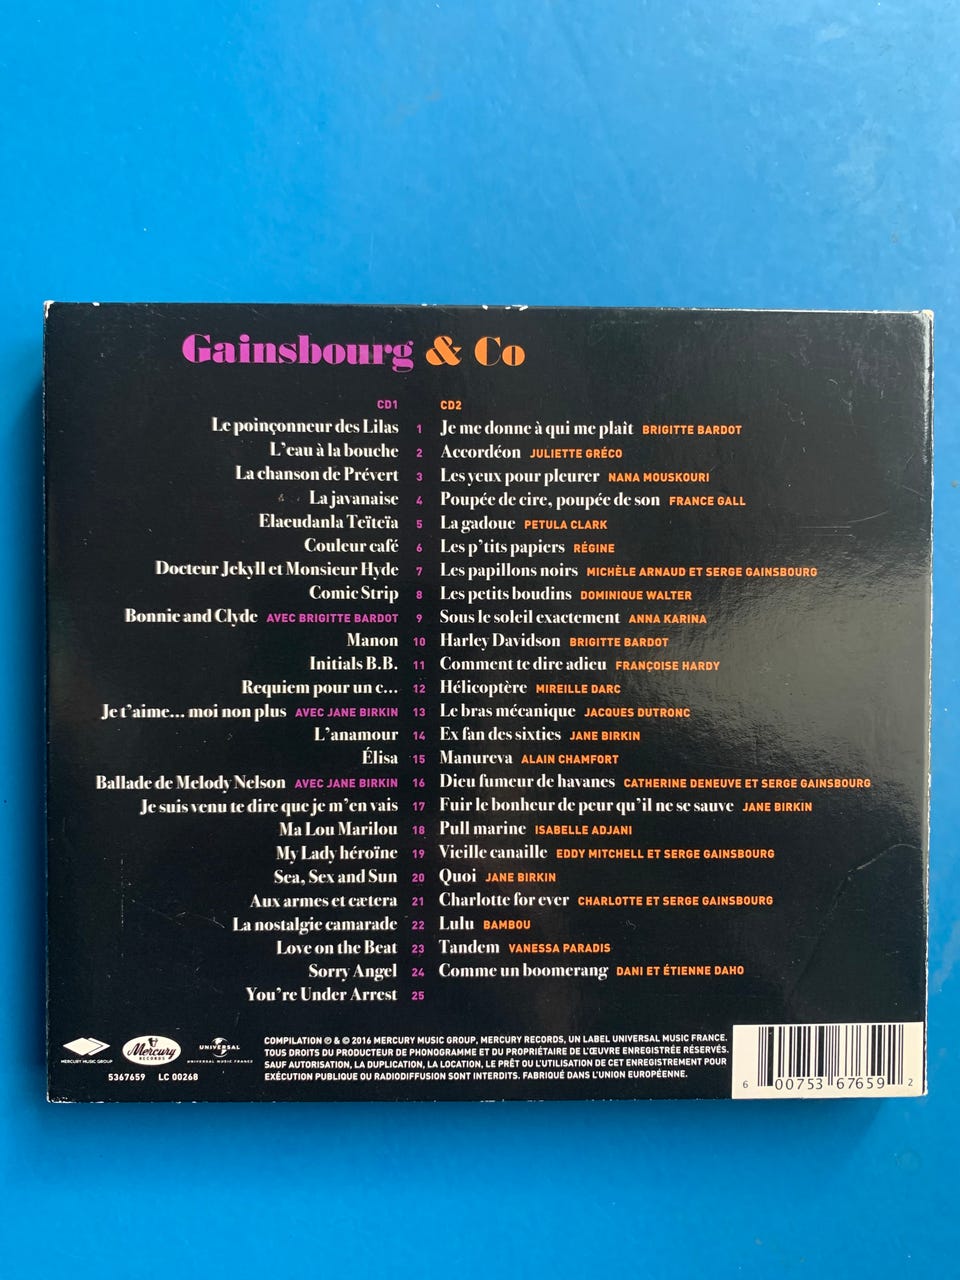 Gainsbourg & Co
CD1
Le poinçonneur des Lilas 1
L'eau à la bouche 2
La chanson de Prévert 3
La javanaise 4
Elaeudanla Teïteïa 5
Couleur café 6
Docteur Jekyll et Monsieur Hyde 7
Comic Strip 8
Bonnie and Clyde AVEC BRIGITTE BARDOT 9
Manon 10
Initials B.B. 11
Requiem pour un c... 12
Je t'aime... moi non plus AVEC JANE BIRKIN 13
L'anamour 14
Élisa 15
Ballade de Melody Nelson AVEC JANE BIRKIN 16
Je suis venu te dire que je m'en vais 17
Ma Lou Marilou 18
My Lady héroïne 19
Sea, Sex and Sun 20
Aux armes et cætera 21
La nostalgie camarade 22
Love on the Beat 23
Sorry Angel 24
You're Under Arrest 25
CD2
Je me donne à qui me plaît BRIGITTE BARDOT
Accordéon JULIETTE GRÉCO
Les yeux pour pleurer NANA MOUSKOURI
Poupée de cire, poupée de son FRANCE GALL
La gadoue PETULA CLARK
Les p'tits papiers RÉGINE
Les papillons noirs MICHÈLE ARNAUD ET SERGE GAINSBOURG
Les petits boudins DOMINIQUE WALTER
Sous le soleil exactement ANNA KARINA
Harley Davidson BRIGITTE BARDOT
Comment te dire adieu FRANÇOISE HARDY
Hélicoptère MIREILLE DARC
Le bras mécanique JACQUES DUTRONC
Ex fan des sixties JANE BIRKIN
Manureva ALAIN CHAMFORT
Dieu fumeur de havanes CATHERINE DENEUVE ET SERGE GAINSBOURG
Fuir le bonheur de peur qu'il ne se sauve JANE BIRKIN
Pull marine ISABELLE ADJANI
Vieille canaille EDDY MITCHELL ET SERGE GAINSBOURG
Quoi JANE BIRKIN
Charlotte for ever CHARLOTTE ET SERGE GAINSBOURG
Lulu BAMBOU
Tandem VANESSA PARADIS
Comme un boomerang DANI ET ÉTIENNE DAHO
MERCURY MUSIC GROUP
Mercury
RECORDS
UNIVERSAL
UNIVERSAL MUSIC FRANCE
5367659 LC 00268
COMPILATION ℗ & © 2016 MERCURY MUSIC GROUP, MERCURY RECORDS, UN LABEL UNIVERSAL MUSIC FRANCE.
TOUS DROITS DU PRODUCTEUR DE PHONOGRAMME ET DU PROPRIÉTAIRE DE L'ŒUVRE ENREGISTRÉE RÉSERVÉS.
SAUF AUTORISATION, LA DUPLICATION, LA LOCATION, LE PRÊT OU L'UTILISATION DE CET ENREGISTREMENT POUR
EXÉCUTION PUBLIQUE OU RADIODIFFUSION SONT INTERDITS. FABRIQUÉ DANS L'UNION EUROPÉENNE.
6 00753 67659 2